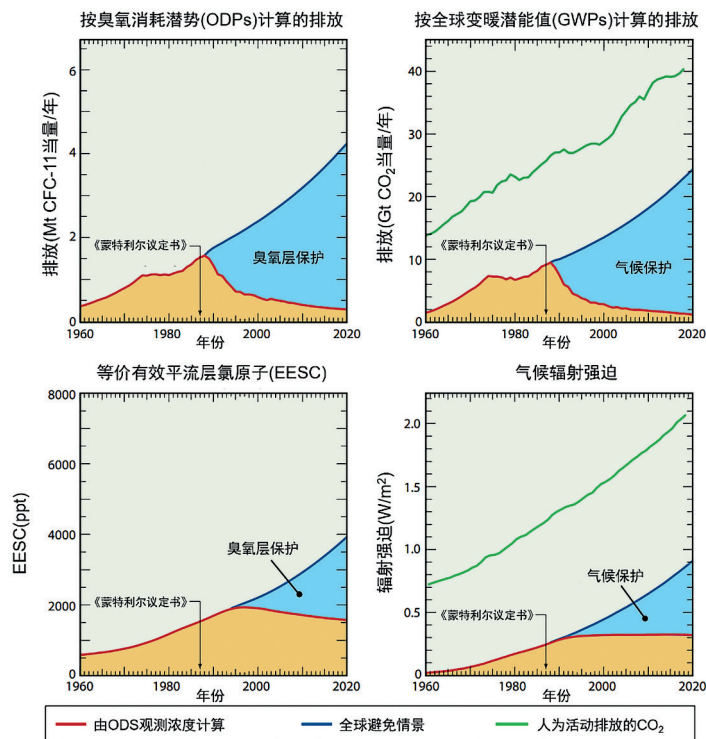 按臭氧消耗潜势(ODPs)计算的排放
排放(Mt CFC-11当量/年)
6
4
2
0
《蒙特利尔议定书》
臭氧层保护
1960
1980
2000
2020
年份
按全球变暖潜能值(GWPs)计算的排放
排放(Gt CO₂当量/年)
40
30
20
10
0
《蒙特利尔议定书》
气候保护
1960
1980
2000
2020
年份
等价有效平流层氯原子(EESC)
EESC(ppt)
8000
6000
4000
2000
0
《蒙特利尔议定书》
臭氧层保护
1960
1980
2000
2020
年份
气候辐射强迫
辐射强迫(W/m²)
2.0
1.5
1.0
0.5
0
《蒙特利尔议定书》
气候保护
1960
1980
2000
2020
年份
由ODS观测浓度计算
全球避免情景
人为活动排放的CO₂